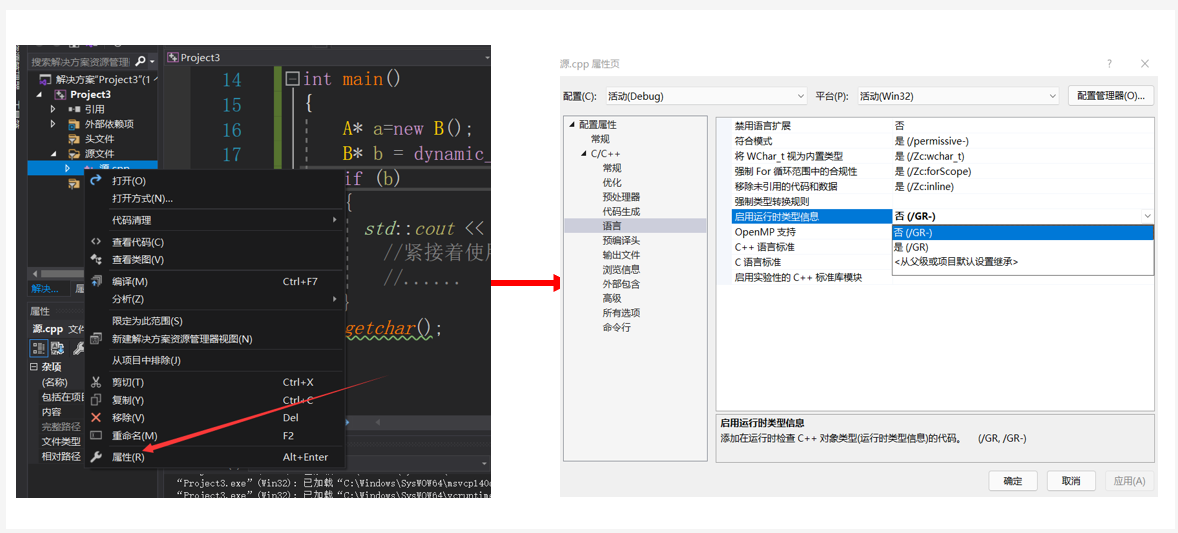 搜索解决方案资源管理
解决方案"Project3"(1
Project3
引用
外部依赖项
头文件
源文件
源.cpp
解决...
属性
源.cpp 文件
杂项
(名称)
包括在项目
内容
完整路径
文件类型
相对路径
Project3
14 int main()
15 {
16 A* a=new B();
17 B* b = dynamic_
if (b)
{
std::cout <<
//紧接着使用
//......
}
getchar();
打开(O)
打开方式(N)...
代码清理
查看代码(C)
查看类图(V)
编译(M) Ctrl+F7
分析(Z)
限定为此范围(S)
新建解决方案资源管理器视图(N)
从项目中排除(J)
剪切(T) Ctrl+X
复制(Y) Ctrl+C
移除(V) Del
重命名(M) F2
属性(R) Alt+Enter
"Project3.exe"(Win32): 已加载"C:\Windows\SysWOW64\msvcp140d
"Project3.exe"(Win32): 已加载"C:\Windows\SysWOW64\vcruntime
源.cpp 属性页
配置(C): 活动(Debug) 平台(P): 活动(Win32) 配置管理器(O)...
配置属性
常规
C/C++
常规
优化
预处理器
代码生成
语言
预编译头
输出文件
浏览信息
外部包含
高级
所有选项
命令行
禁用语言扩展 否
符合模式 是 (/permissive-)
将 WChar_t 视为内置类型 是 (/Zc:wchar_t)
强制 For 循环范围中的合规性 是 (/Zc:forScope)
移除未引用的代码和数据 是 (/Zc:inline)
强制类型转换规则
启用运行时类型信息 否 (/GR-)
OpenMP 支持 否 (/GR-)
C++ 语言标准 是 (/GR)
C 语言标准 <从父级或项目默认设置继承>
启用实验性的 C++ 标准库模块
启用运行时类型信息
添加在运行时检查 C++ 对象类型(运行时类型信息)的代码。 (/GR, /GR-)
确定 取消 应用(A)